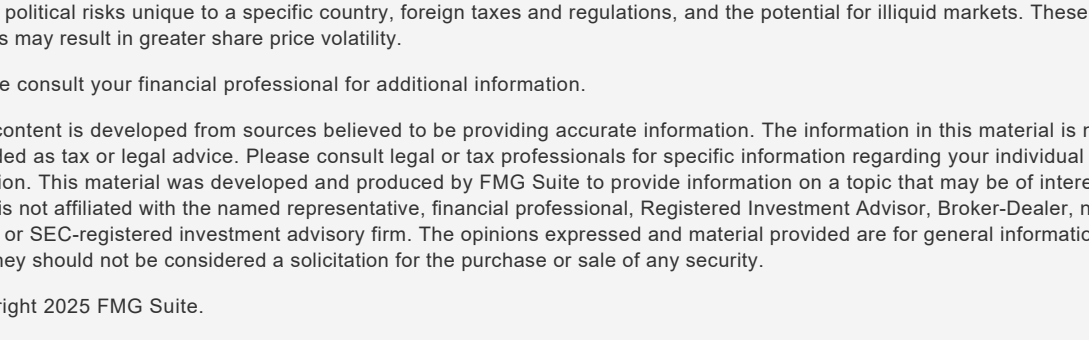 political risks unique to a specific country, foreign taxes and regulations, and the potential for illiquid markets. These
s may result in greater share price volatility.
e consult your financial professional for additional information.
content is developed from sources believed to be providing accurate information. The information in this material is n
ded as tax or legal advice. Please consult legal or tax professionals for specific information regarding your individual
ion. This material was developed and produced by FMG Suite to provide information on a topic that may be of intere
is not affiliated with the named representative, financial professional, Registered Investment Advisor, Broker-Dealer, n
or SEC-registered investment advisory firm. The opinions expressed and material provided are for general informatio
hey should not be considered a solicitation for the purchase or sale of any security.
right 2025 FMG Suite.